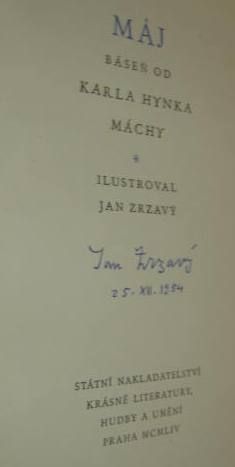 MÁJ
BÁSEŇ OD
KARLA HYNKA
MÁCHY
*
ILUSTROVAL
JAN ZRZAVÝ
Jan Zrzavý
25. XII. 1954
STÁTNÍ NAKLADATELSTVÍ
KRÁSNÉ LITERATURY,
HUDBY A UMĚNÍ
PRAHA MCMLIV